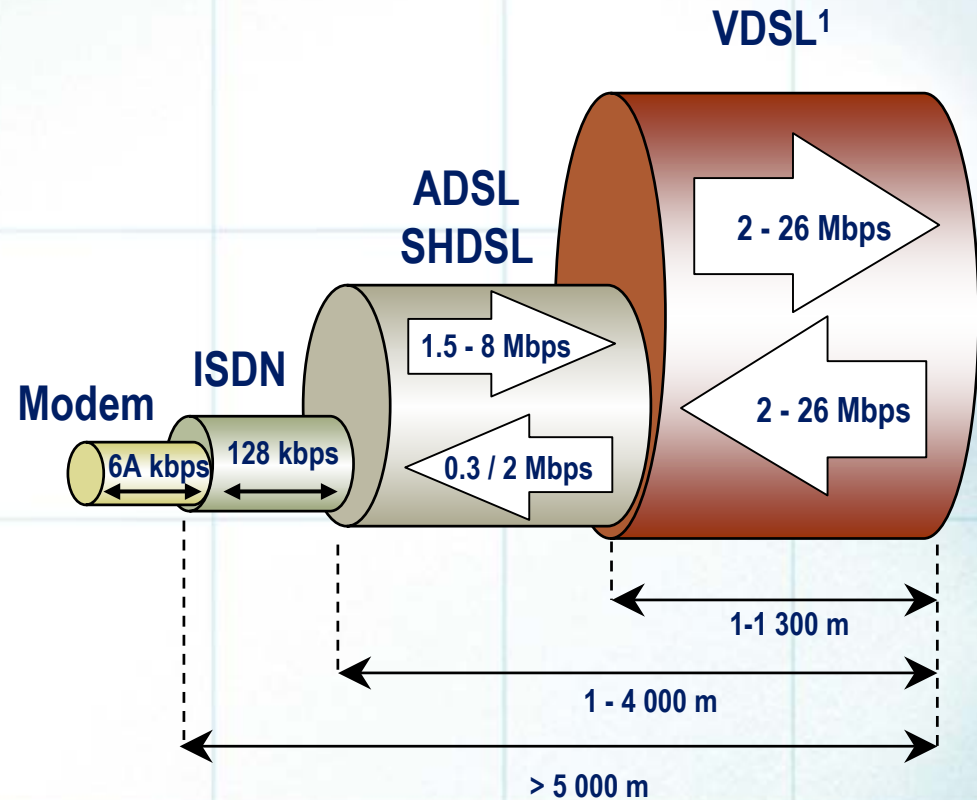 VDSL¹
ADSL
SHDSL
2 - 26 Mbps
1.5 - 8 Mbps
ISDN
Modem
2 - 26 Mbps
6A kbps
128 kbps
0.3 / 2 Mbps
1-1 300 m
1 - 4 000 m
> 5 000 m